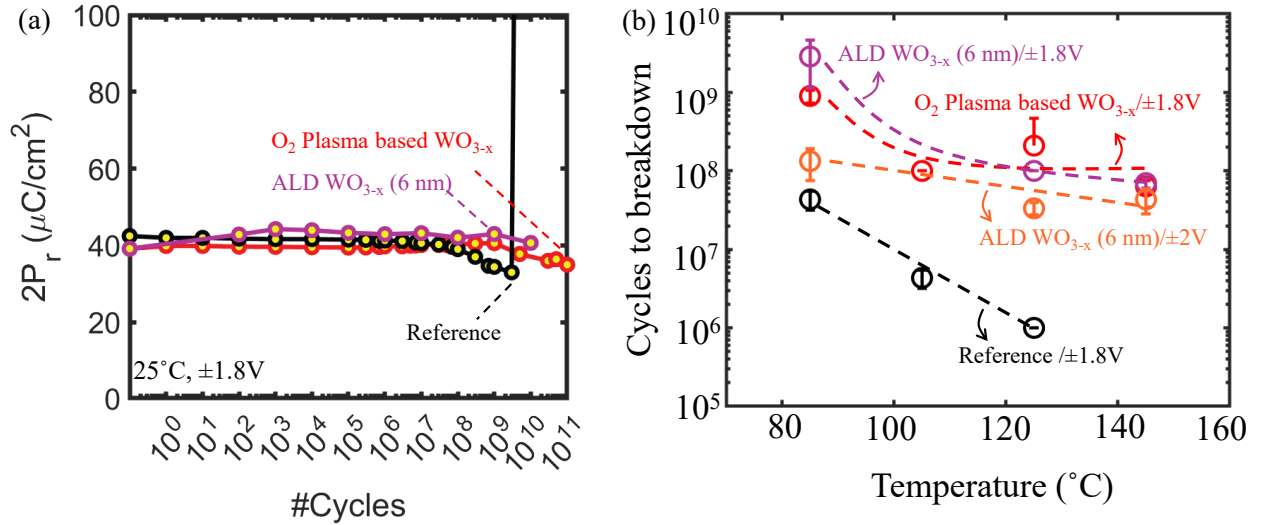 (a)
100
80
60
40
20
0
2Pᵣ (μC/cm²)
O₂ Plasma based WO₃₋ₓ
ALD WO₃₋ₓ (6 nm)
Reference
25˚C, ±1.8V
10⁰ 10¹ 10² 10³ 10⁴ 10⁵ 10⁶ 10⁷ 10⁸ 10⁹ 10¹⁰ 10¹¹
#Cycles
(b)
10¹⁰
10⁹
10⁸
10⁷
10⁶
10⁵
Cycles to breakdown
ALD WO₃₋ₓ (6 nm)/±1.8V
O₂ Plasma based WO₃₋ₓ/±1.8V
ALD WO₃₋ₓ (6 nm)/±2V
Reference /±1.8V
80 100 120 140 160
Temperature (˚C)